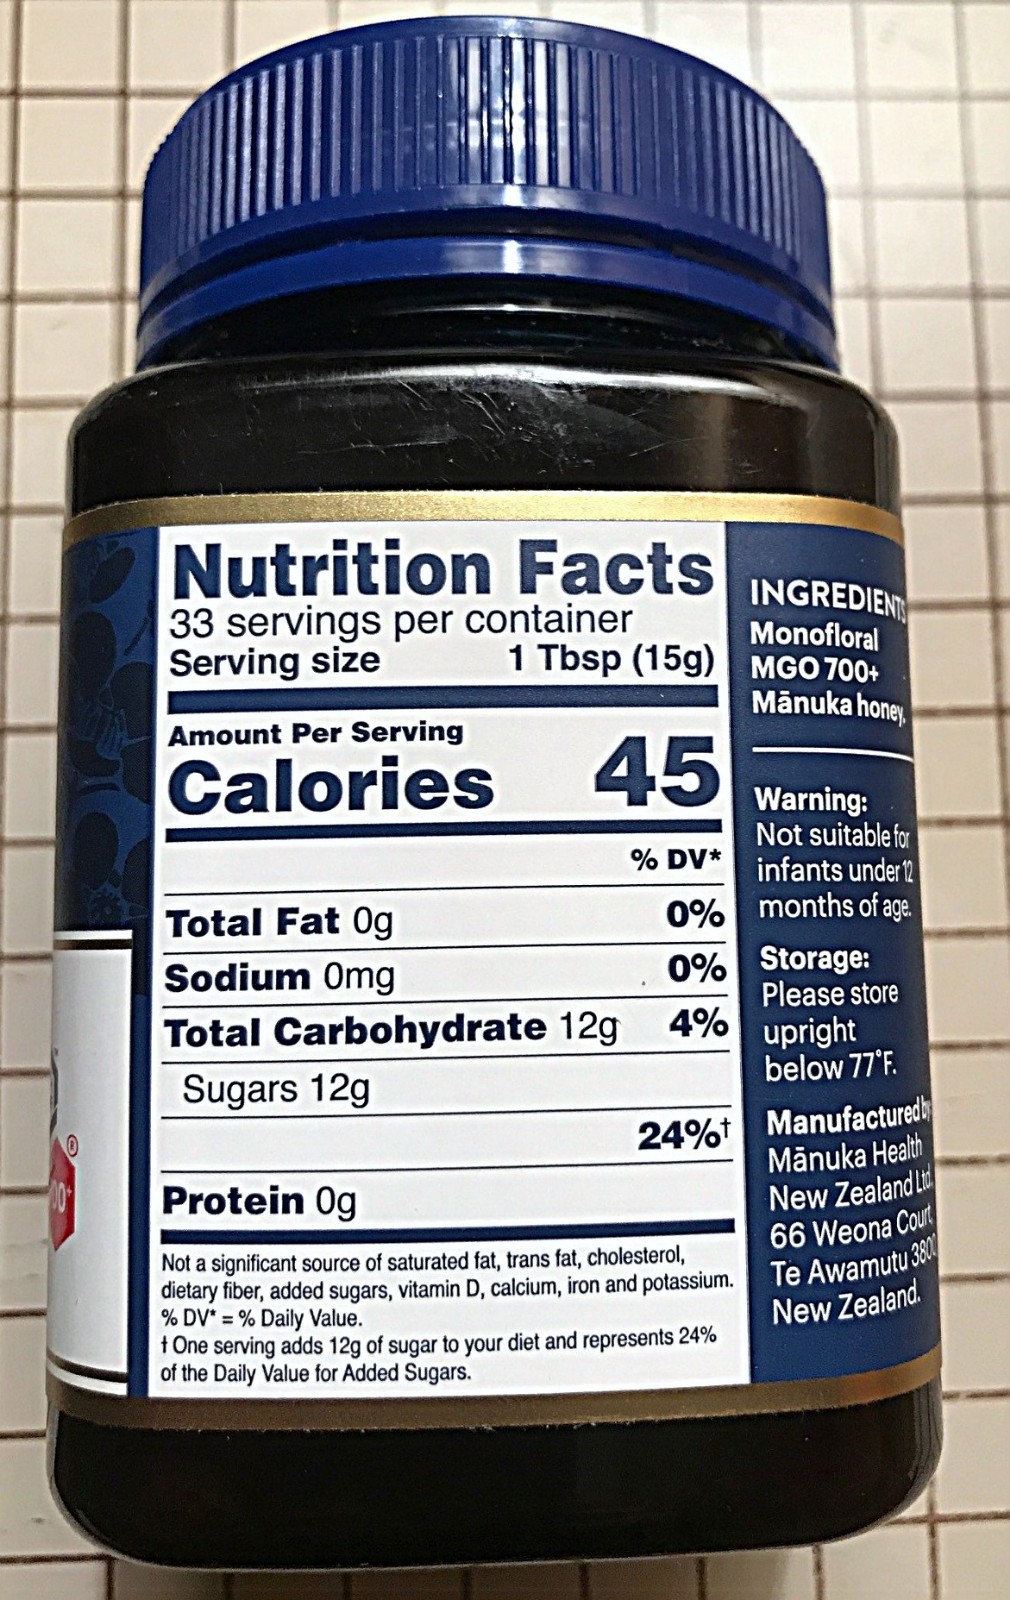 Nutrition Facts
33 servings per container
Serving size 1 Tbsp (15g)
Amount Per Serving
Calories 45
% DV*
Total Fat 0g 0%
Sodium 0mg 0%
Total Carbohydrate 12g 4%
Sugars 12g
24%†
Protein 0g
Not a significant source of saturated fat, trans fat, cholesterol,
dietary fiber, added sugars, vitamin D, calcium, iron and potassium.
% DV* = % Daily Value.
† One serving adds 12g of sugar to your diet and represents 24%
of the Daily Value for Added Sugars.
INGREDIENTS
Monofloral
MGO 700+
Mānuka honey.
Warning:
Not suitable for
infants under 12
months of age.
Storage:
Please store
upright
below 77°F.
Manufactured by
Mānuka Health
New Zealand Ltd.
66 Weona Court,
Te Awamutu 3800
New Zealand.